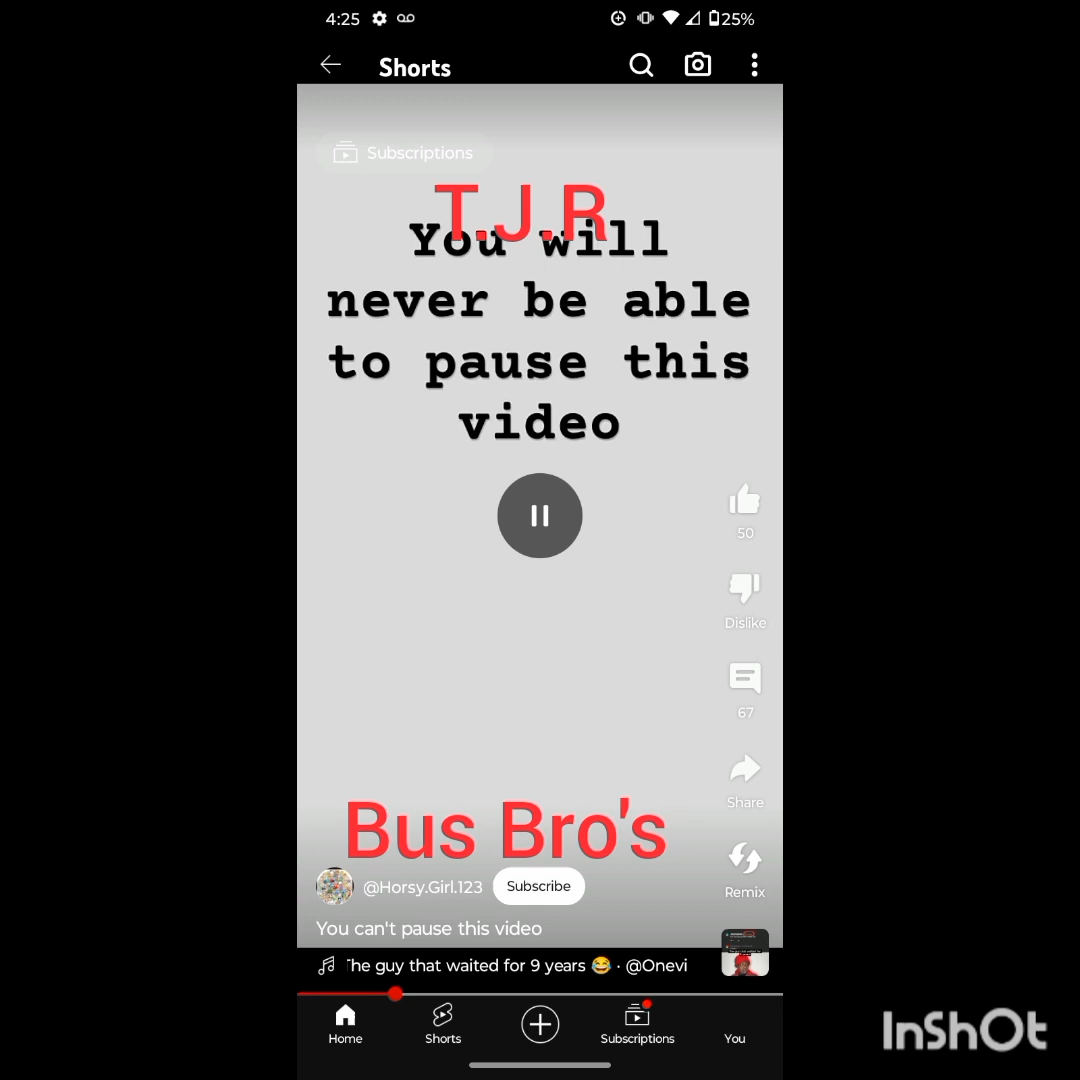 4:25
25%
Shorts
Subscriptions
T.J.R
You will
never be able
to pause this
video
50
Dislike
67
Share
Bus Bro's
@Horsy.Girl.123
Subscribe
Remix
You can't pause this video
The guy that waited for 9 years 😂 · @Onevi
Home
Shorts
Subscriptions
You
InShOt